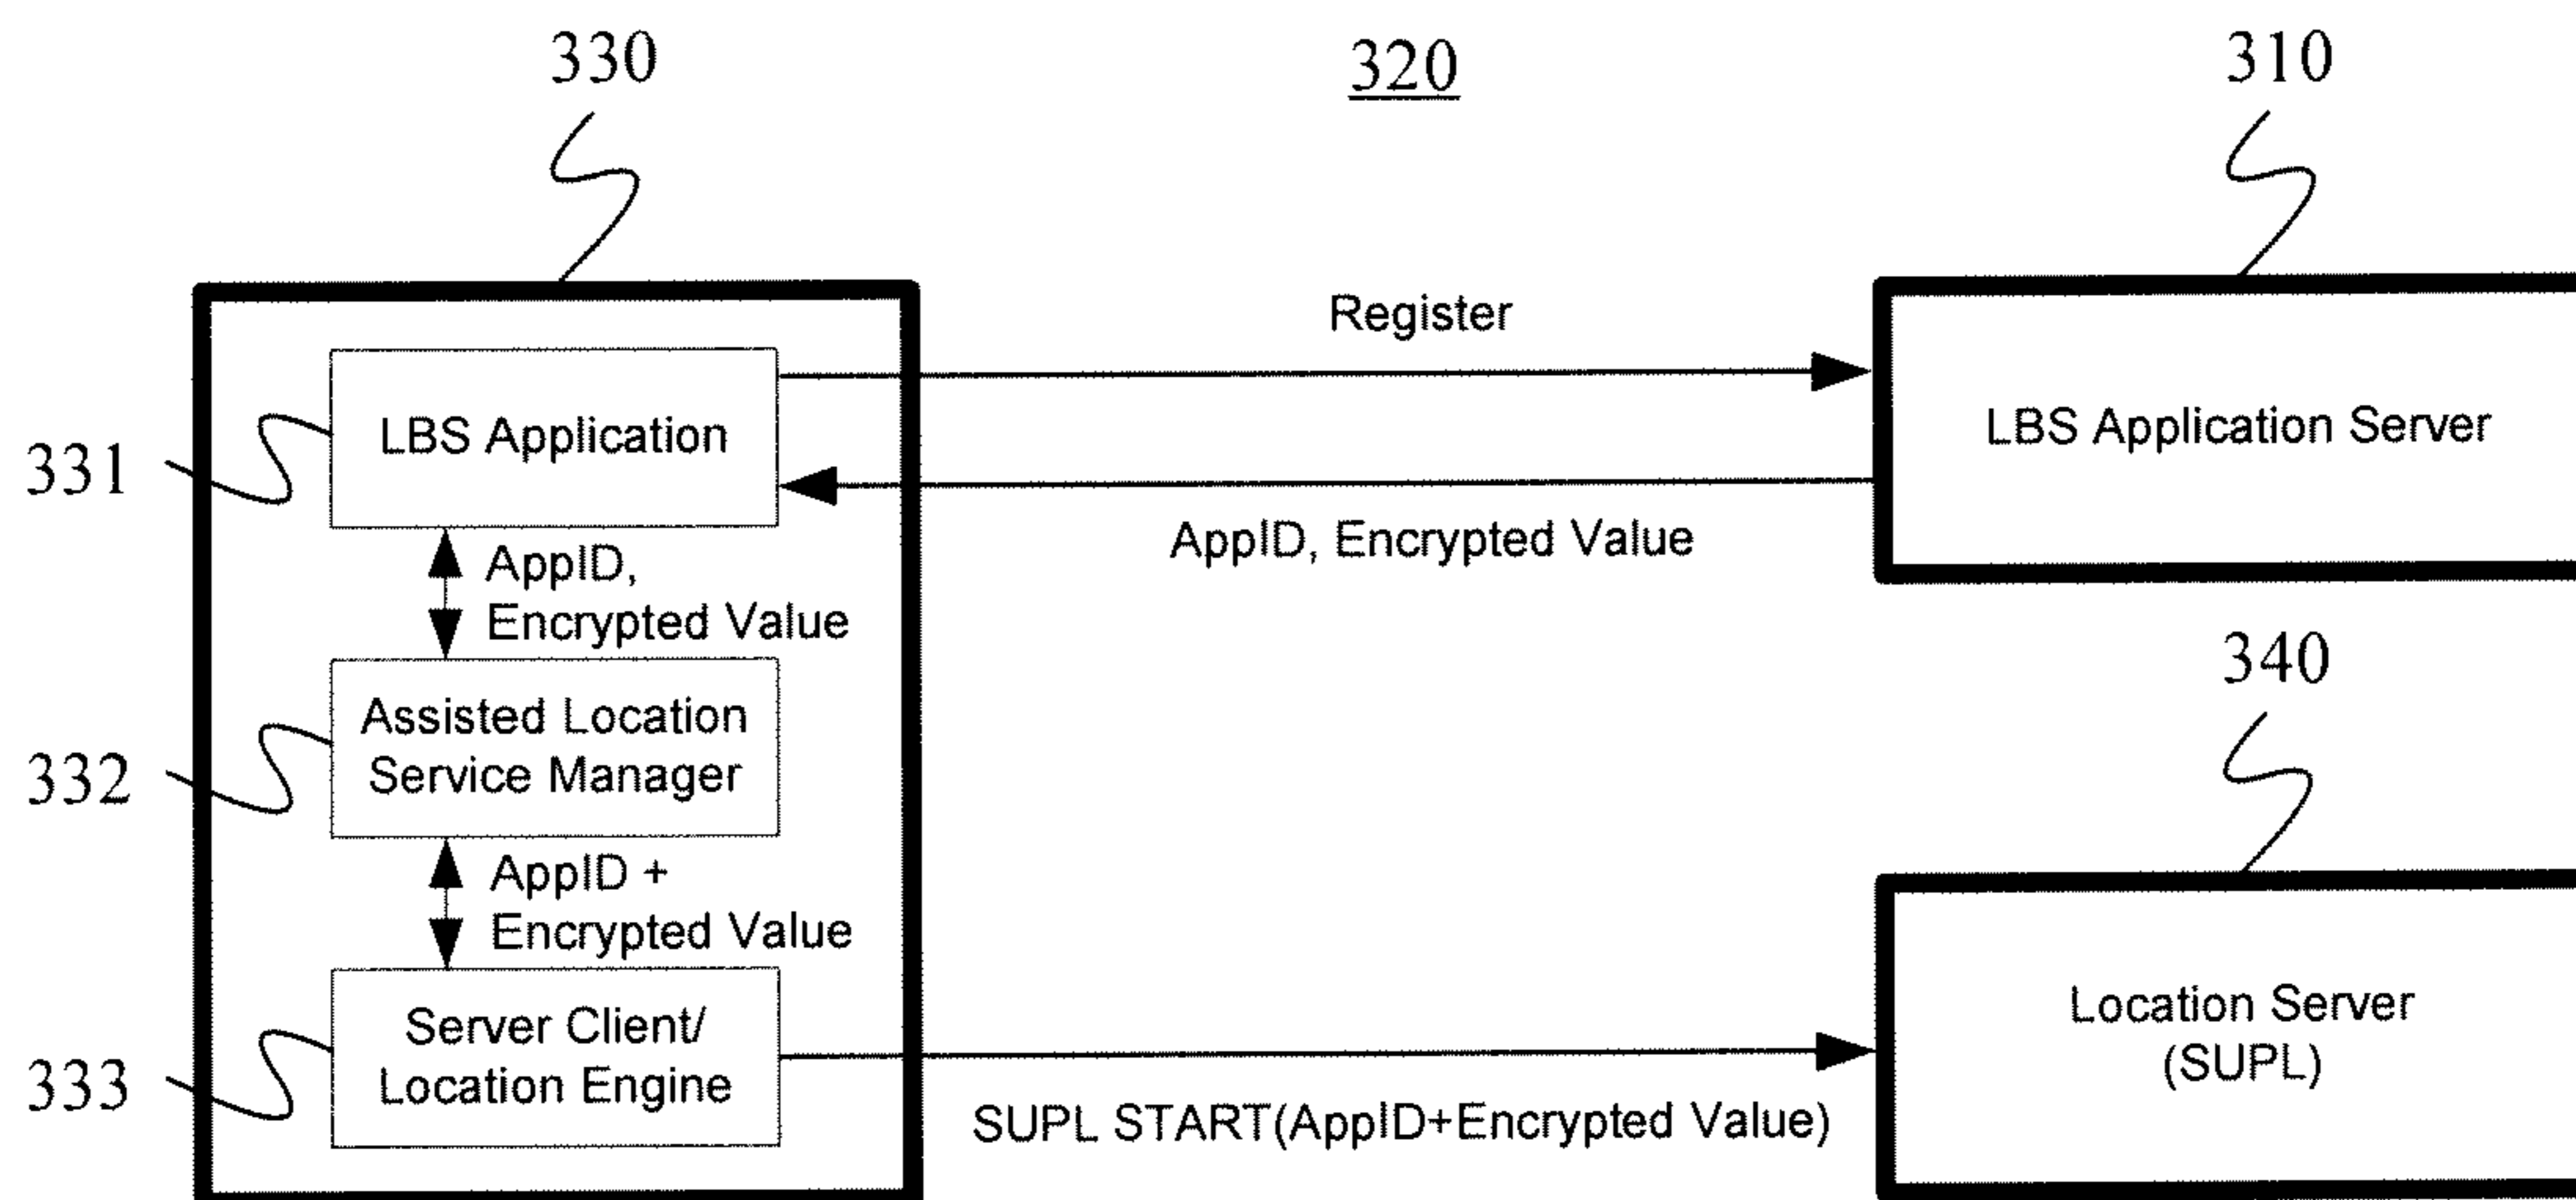 330
320
310
Register
LBS Application
LBS Application Server
331
AppID, Encrypted Value
AppID,
Encrypted Value
340
Assisted Location
Service Manager
332
AppID +
Encrypted Value
Server Client/
Location Engine
333
Location Server
(SUPL)
SUPL START(AppID+Encrypted Value)